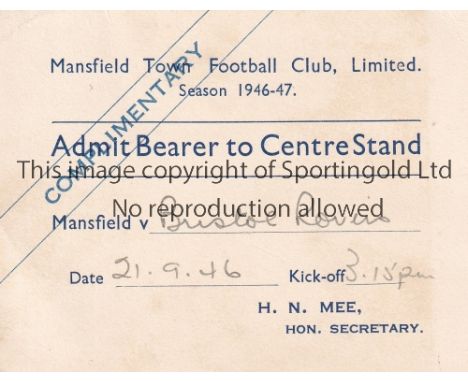 Mansfield Town Football Club, Limited.
Season 1946-47.
COMPLIMENTARY
Admit Bearer to Centre Stand
This image copyright of Sportingold Ltd
No reproduction allowed
Mansfield v Bristol Rovers
Date 21.9.46 Kick-off 3.15pm
H. N. MEE,
HON. SECRETARY.